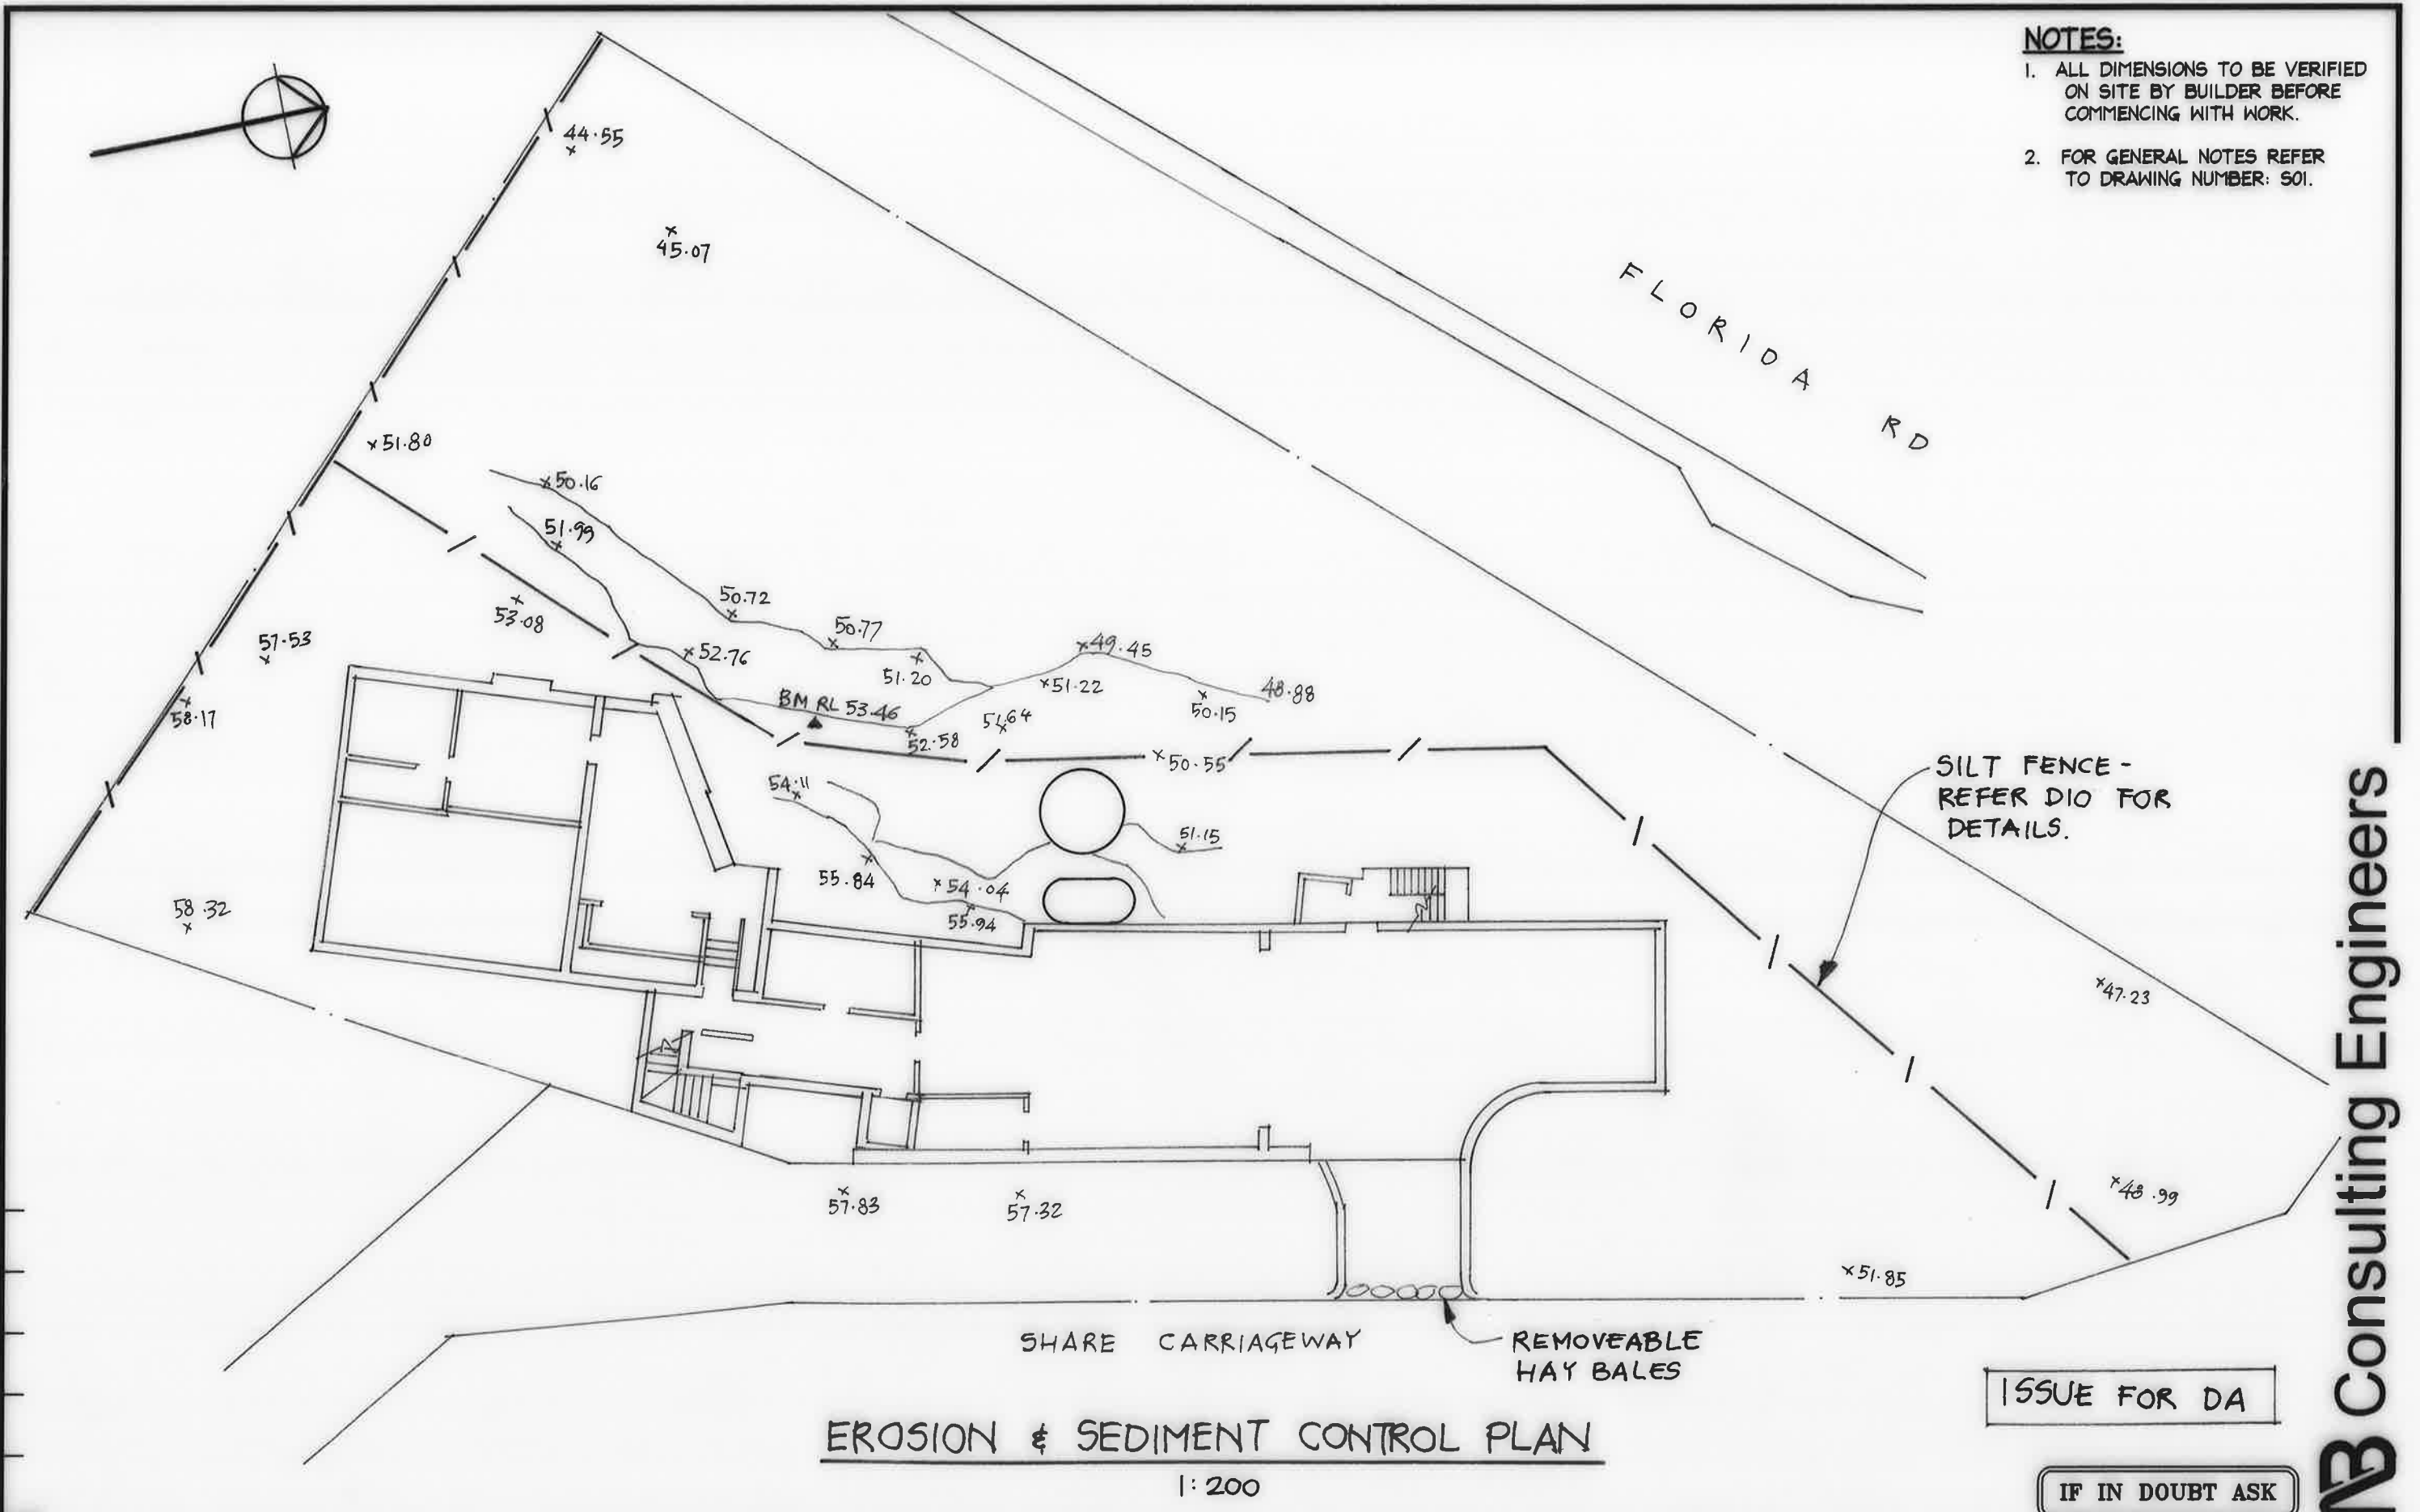 NOTES:
1. ALL DIMENSIONS TO BE VERIFIED
ON SITE BY BUILDER BEFORE
COMMENCING WITH WORK.
2. FOR GENERAL NOTES REFER
TO DRAWING NUMBER: S01.
44.55
45.07
FLORIDA RD
51.80
50.16
51.99
50.72
53.08
50.77
57.53
52.76
51.20
49.45
51.22
48.88
50.15
BM RL 53.46
58.17
51.64
52.58
50.55
SILT FENCE -
REFER D10 FOR
DETAILS.
54.11
51.15
55.84
54.04
58.32
55.94
47.23
57.83
57.32
48.99
51.85
SHARE CARRIAGEWAY
REMOVEABLE
HAY BALES
ISSUE FOR DA
EROSION & SEDIMENT CONTROL PLAN
1:200
IF IN DOUBT ASK
Consulting Engineers